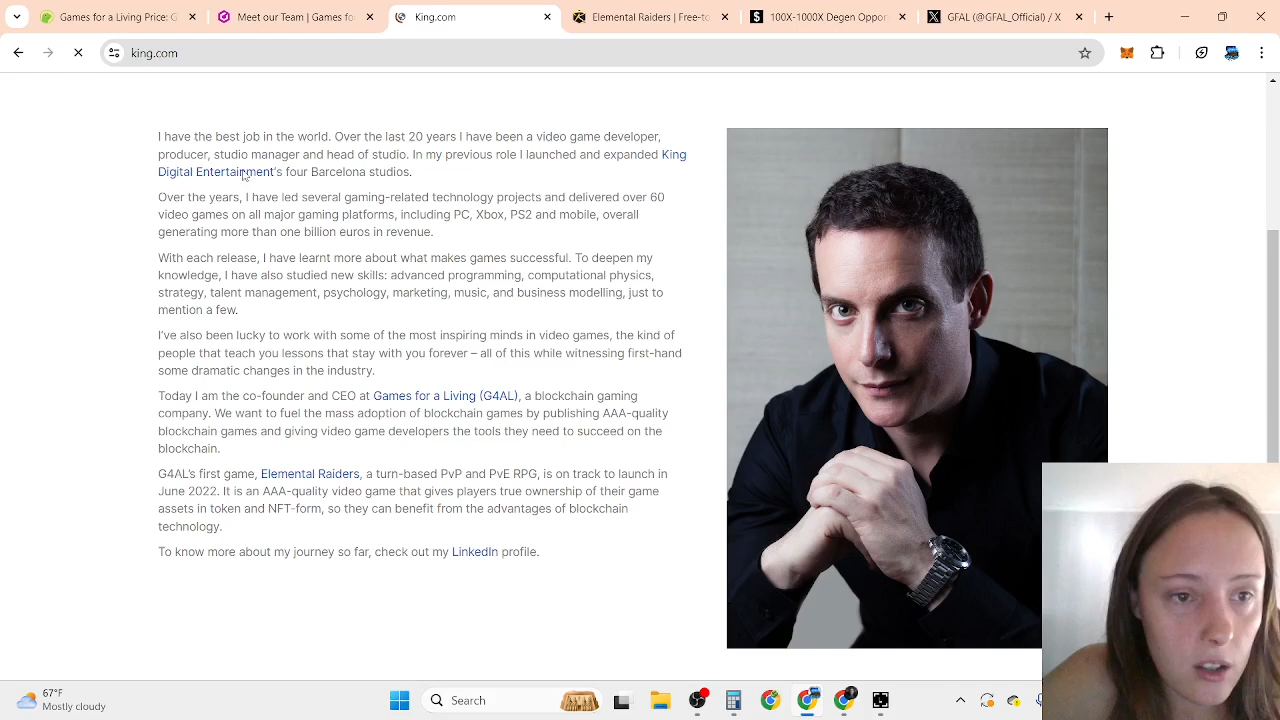 Games for a Living Price: G
Meet our Team | Games fo
King.com
Elemental Raiders | Free-to
100X-1000X Degen Oppor
GFAL (@GFAL_Official) / X
king.com
I have the best job in the world. Over the last 20 years I have been a video game developer,
producer, studio manager and head of studio. In my previous role I launched and expanded King
Digital Entertainment's four Barcelona studios.
Over the years, I have led several gaming-related technology projects and delivered over 60
video games on all major gaming platforms, including PC, Xbox, PS2 and mobile, overall
generating more than one billion euros in revenue.
With each release, I have learnt more about what makes games successful. To deepen my
knowledge, I have also studied new skills: advanced programming, computational physics,
strategy, talent management, psychology, marketing, music, and business modelling, just to
mention a few.
I've also been lucky to work with some of the most inspiring minds in video games, the kind of
people that teach you lessons that stay with you forever – all of this while witnessing first-hand
some dramatic changes in the industry.
Today I am the co-founder and CEO at Games for a Living (G4AL), a blockchain gaming
company. We want to fuel the mass adoption of blockchain games by publishing AAA-quality
blockchain games and giving video game developers the tools they need to succeed on the
blockchain.
G4AL's first game, Elemental Raiders, a turn-based PvP and PvE RPG, is on track to launch in
June 2022. It is an AAA-quality video game that gives players true ownership of their game
assets in token and NFT-form, so they can benefit from the advantages of blockchain
technology.
To know more about my journey so far, check out my LinkedIn profile.
67°F
Mostly cloudy
Search